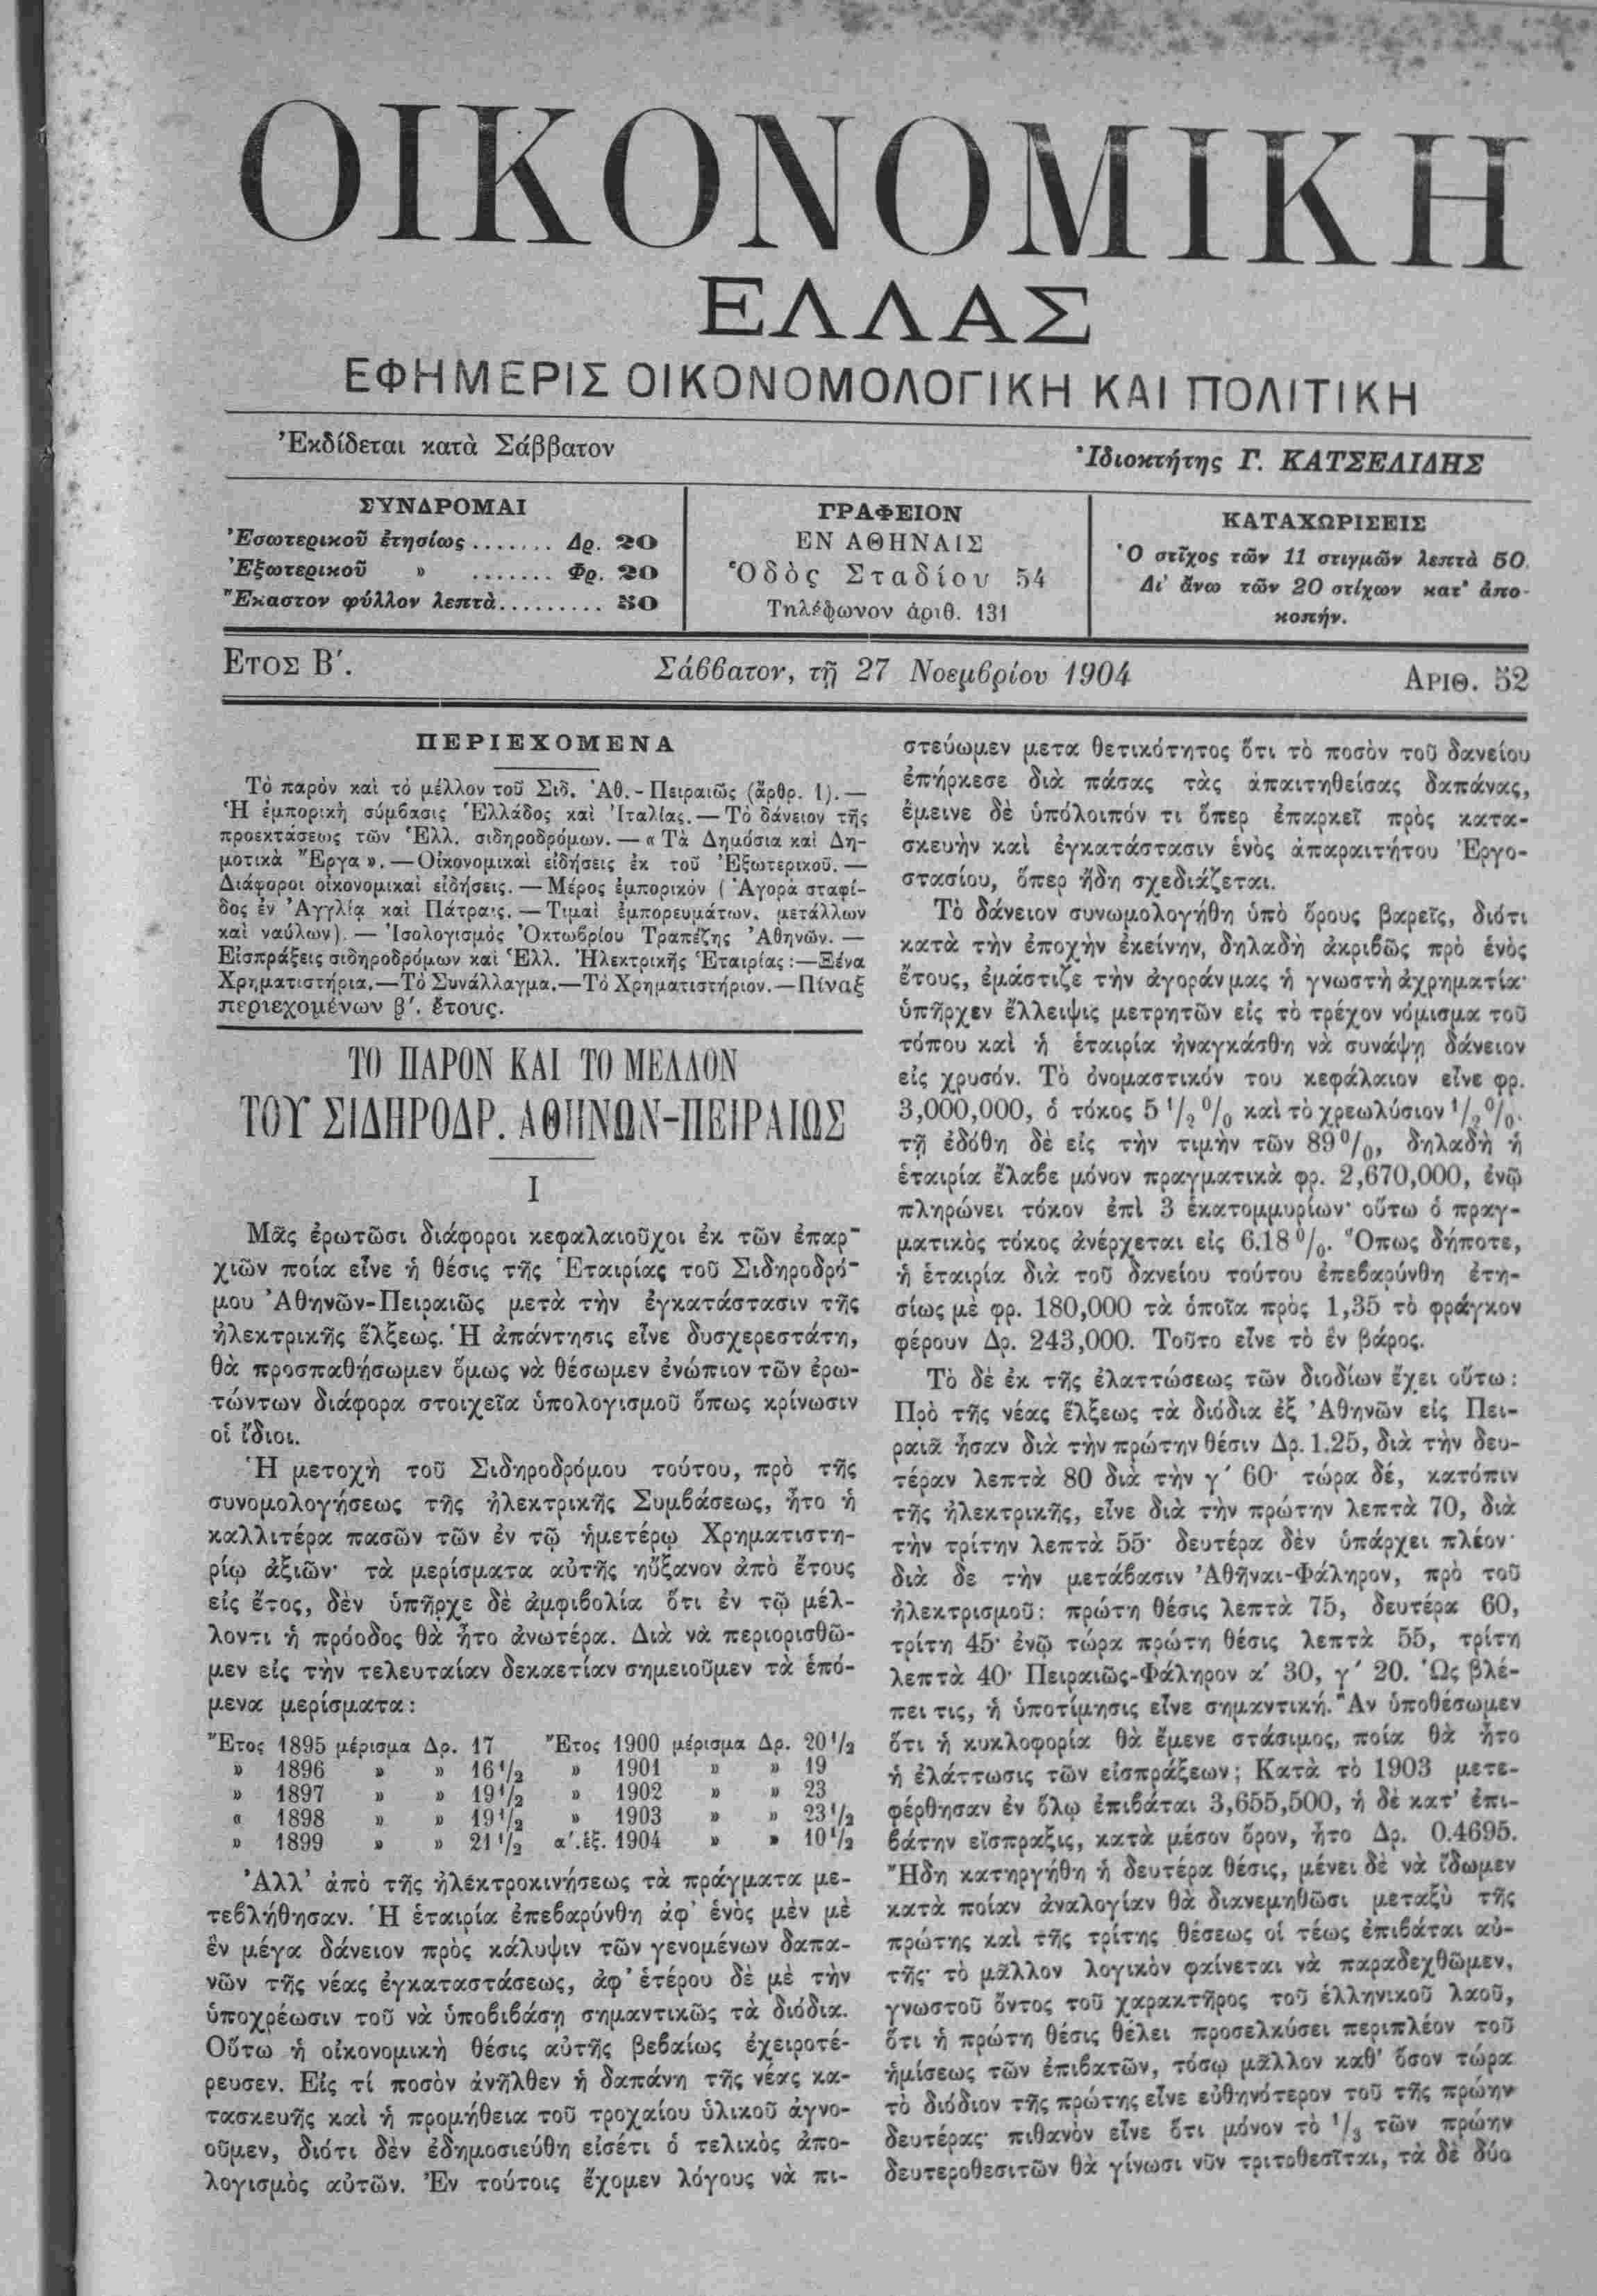 ΟΙΚΟΝΟΜΙΚΗ
ΕΛΛΑΣ
ΕΦΗΜΕΡΙΣ ΟΙΚΟΝΟΜΟΛΟΓΙΚΗ ΚΑΙ ΠΟΛΙΤΙΚΗ
Ἐκδίδεται κατὰ Σάββατον
Ἰδιοκτήτης Γ. ΚΑΤΣΕΛΙΔΗΣ
ΣΥΝΔΡΟΜΑΙ
Ἐσωτερικοῦ ἐτησίως ....... Δρ. 20
Ἐξωτερικοῦ » ....... Φρ. 20
Ἕκαστον φύλλον λεπτὰ.......... 50
ΓΡΑΦΕΙΟΝ
ΕΝ ΑΘΗΝΑΙΣ
Ὁδὸς Σταδίου 54
Τηλέφωνον ἀριθ. 131
ΚΑΤΑΧΩΡΙΣΕΙΣ
Ὁ στῖχος τῶν 11 στιγμῶν λεπτὰ 50.
Δι' ἄνω τῶν 20 στίχων κατ' ἀπο-
κοπήν.
ΕΤΟΣ Β'.
Σάββατον, τῇ 27 Νοεμβρίου 1904
ΑΡΙΘ. 52
ΠΕΡΙΕΧΟΜΕΝΑ
Τὸ παρὸν καὶ τὸ μέλλον τοῦ Σιδ. Ἀθ.-Πειραιῶς (ἄρθρ. 1).—
Ἡ ἐμπορικὴ σύμβασις Ἑλλάδος καὶ Ἰταλίας.—Τὸ δάνειον τῆς
προεκτάσεως τῶν Ἑλλ. σιδηροδρόμων.—« Τὰ Δημόσια καὶ Δη-
μοτικὰ Ἔργα ».—Οἰκονομικαὶ εἰδήσεις ἐκ τοῦ Ἐξωτερικοῦ.—
Διάφοροι οἰκονομικαὶ εἰδήσεις.—Μέρος ἐμπορικὸν ( Ἀγορὰ σταφί-
δος ἐν Ἀγγλίᾳ καὶ Πάτραις.—Τιμαὶ ἐμπορευμάτων, μετάλλων
καὶ ναύλων).— Ἰσολογισμὸς Ὀκτωβρίου Τραπέζης Ἀθηνῶν.—
Εἰσπράξεις σιδηροδρόμων καὶ Ἑλλ. Ἠλεκτρικῆς Ἑταιρίας:—Ξένα
Χρηματιστήρια.—Τὸ Συνάλλαγμα.—Τὸ Χρηματιστήριον.—Πίναξ
περιεχομένων β'. ἔτους.
ΤΟ ΠΑΡΟΝ ΚΑΙ ΤΟ ΜΕΛΛΟΝ
ΤΟΥ ΣΙΔΗΡΟΔΡ. ΑΘΗΝΩΝ-ΠΕΙΡΑΙΩΣ
Ι
Μᾶς ἐρωτῶσι διάφοροι κεφαλαιοῦχοι ἐκ τῶν ἐπαρ-
χιῶν ποία εἶνε ἡ θέσις τῆς Ἑταιρίας τοῦ Σιδηροδρό-
μου Ἀθηνῶν-Πειραιῶς μετὰ τὴν ἐγκατάστασιν τῆς
ἠλεκτρικῆς ἕλξεως. Ἡ ἀπάντησις εἶνε δυσχερεστάτη,
θὰ προσπαθήσωμεν ὅμως νὰ θέσωμεν ἐνώπιον τῶν ἐρω-
τώντων διάφορα στοιχεῖα ὑπολογισμοῦ ὅπως κρίνωσιν
οἱ ἴδιοι.
Ἡ μετοχὴ τοῦ Σιδηροδρόμου τούτου, πρὸ τῆς
συνομολογήσεως τῆς ἠλεκτρικῆς Συμβάσεως, ἦτο ἡ
καλλιτέρα πασῶν τῶν ἐν τῷ ἡμετέρῳ Χρηματιστη-
ρίῳ ἀξιῶν· τὰ μερίσματα αὐτῆς ηὔξανον ἀπὸ ἔτους
εἰς ἔτος, δὲν ὑπῆρχε δὲ ἀμφιβολία ὅτι ἐν τῷ μέλ-
λοντι ἡ πρόοδος θὰ ἦτο ἀνωτέρα. Διὰ νὰ περιορισθῶ-
μεν εἰς τὴν τελευταίαν δεκαετίαν σημειοῦμεν τὰ ἑπό-
μενα μερίσματα:
Ἔτος 1895 μέρισμα Δρ. 17 Ἔτος 1900 μέρισμα Δρ. 20 1/2
» 1896 » » 16 1/2 » 1901 » » 19
» 1897 » » 19 1/2 » 1902 » » 23
« 1898 » » 19 1/2 » 1903 » » 23 1/2
» 1899 » » 21 1/2 α'.ἑξ. 1904 » » 10 1/2
Ἀλλ' ἀπὸ τῆς ἠλεκτροκινήσεως τὰ πράγματα με-
τεβλήθησαν. Ἡ ἑταιρία ἐπεβαρύνθη ἀφ' ἑνὸς μὲν μὲ
ἓν μέγα δάνειον πρὸς κάλυψιν τῶν γενομένων δαπα-
νῶν τῆς νέας ἐγκαταστάσεως, ἀφ' ἑτέρου δὲ μὲ τὴν
ὑποχρέωσιν τοῦ νὰ ὑποβιβάσῃ σημαντικῶς τὰ διόδια.
Οὕτω ἡ οἰκονομικὴ θέσις αὐτῆς βεβαίως ἐχειροτέ-
ρευσεν. Εἰς τί ποσὸν ἀνῆλθεν ἡ δαπάνη τῆς νέας κα-
τασκευῆς καὶ ἡ προμήθεια τοῦ τροχαίου ὑλικοῦ ἀγνο-
οῦμεν, διότι δὲν ἐδημοσιεύθη εἰσέτι ὁ τελικὸς ἀπο-
λογισμὸς αὐτῶν. Ἐν τούτοις ἔχομεν λόγους νὰ πι-
στεύωμεν μετα θετικότητος ὅτι τὸ ποσὸν τοῦ δανείου
ἐπήρκεσε διὰ πάσας τὰς ἀπαιτηθείσας δαπάνας,
ἔμεινε δὲ ὑπόλοιπόν τι ὅπερ ἐπαρκεῖ πρὸς κατα-
σκευὴν καὶ ἐγκατάστασιν ἑνὸς ἀπαραιτήτου Ἐργο-
στασίου, ὅπερ ἤδη σχεδιάζεται.
Τὸ δάνειον συνωμολογήθη ὑπὸ ὅρους βαρεῖς, διότι
κατὰ τὴν ἐποχὴν ἐκείνην, δηλαδὴ ἀκριβῶς πρὸ ἑνὸς
ἔτους, ἐμάστιζε τὴν ἀγοράν μας ἡ γνωστὴ ἀχρηματία·
ὑπῆρχεν ἔλλειψις μετρητῶν εἰς τὸ τρέχον νόμισμα τοῦ
τόπου καὶ ἡ ἑταιρία ἠναγκάσθη νὰ συνάψῃ δάνειον
εἰς χρυσόν. Τὸ ὀνομαστικόν του κεφάλαιον εἶνε φρ.
3,000,000, ὁ τόκος 5 1/2 0/0 καὶ τὸ χρεωλύσιον 1/2 0/0.
τῇ ἐδόθη δὲ εἰς τὴν τιμὴν τῶν 89 0/0, δηλαδὴ ἡ
ἑταιρία ἔλαβε μόνον πραγματικὰ φρ. 2,670,000, ἐνῷ
πληρώνει τόκον ἐπὶ 3 ἑκατομμυρίων· οὕτω ὁ πραγ-
ματικὸς τόκος ἀνέρχεται εἰς 6.18 0/0. Ὅπως δήποτε,
ἡ ἑταιρία διὰ τοῦ δανείου τούτου ἐπεβαρύνθη ἐτη-
σίως μὲ φρ. 180,000 τὰ ὁποῖα πρὸς 1,35 τὸ φράγκον
φέρουν Δρ. 243,000. Τοῦτο εἶνε τὸ ἓν βάρος.
Τὸ δὲ ἐκ τῆς ἐλαττώσεως τῶν διοδίων ἔχει οὕτω:
Πρὸ τῆς νέας ἕλξεως τὰ διόδια ἐξ Ἀθηνῶν εἰς Πει-
ραιᾶ ἦσαν διὰ τὴν πρώτην θέσιν Δρ. 1.25, διὰ τὴν δευ-
τέραν λεπτὰ 80 διὰ τὴν γ' 60· τώρα δέ, κατόπιν
τῆς ἠλεκτρικῆς, εἶνε διὰ τὴν πρώτην λεπτὰ 70, διὰ
τὴν τρίτην λεπτὰ 55· δευτέρα δὲν ὑπάρχει πλέον·
διὰ δε τὴν μετάβασιν Ἀθῆναι-Φάληρον, πρὸ τοῦ
ἠλεκτρισμοῦ: πρώτη θέσις λεπτὰ 75, δευτέρα 60,
τρίτη 45· ἐνῷ τώρα πρώτη θέσις λεπτὰ 55, τρίτη
λεπτὰ 40· Πειραιῶς-Φάληρον α' 30, γ' 20. Ὡς βλέ-
πει τις, ἡ ὑποτίμησις εἶνε σημαντική. Ἂν ὑποθέσωμεν
ὅτι ἡ κυκλοφορία θὰ ἔμενε στάσιμος, ποία θὰ ἦτο
ἡ ἐλάττωσις τῶν εἰσπράξεων; Κατὰ τὸ 1903 μετε-
φέρθησαν ἐν ὅλῳ ἐπιβάται 3,655,500, ἡ δὲ κατ' ἐπι-
βάτην εἴσπραξις, κατὰ μέσον ὅρον, ἦτο Δρ. 0.4695.
Ἤδη κατηργήθη ἡ δευτέρα θέσις, μένει δὲ νὰ ἴδωμεν
κατὰ ποίαν ἀναλογίαν θὰ διανεμηθῶσι μεταξὺ τῆς
πρώτης καὶ τῆς τρίτης θέσεως οἱ τέως ἐπιβάται αὐ-
τῆς· τὸ μᾶλλον λογικὸν φαίνεται νὰ παραδεχθῶμεν,
γνωστοῦ ὄντος τοῦ χαρακτῆρος τοῦ ἑλληνικοῦ λαοῦ,
ὅτι ἡ πρώτη θέσις θέλει προσελκύσει περιπλέον τοῦ
ἡμίσεως τῶν ἐπιβατῶν, τόσῳ μᾶλλον καθ' ὅσον τώρα
τὸ διόδιον τῆς πρώτης εἶνε εὐθηνότερον τοῦ τῆς πρώην
δευτέρας· πιθανὸν εἶνε ὅτι μόνον τὸ 1/3 τῶν πρώην
δευτεροθεσιτῶν θὰ γίνωσι νῦν τριτοθεσῖται, τὰ δὲ δύο